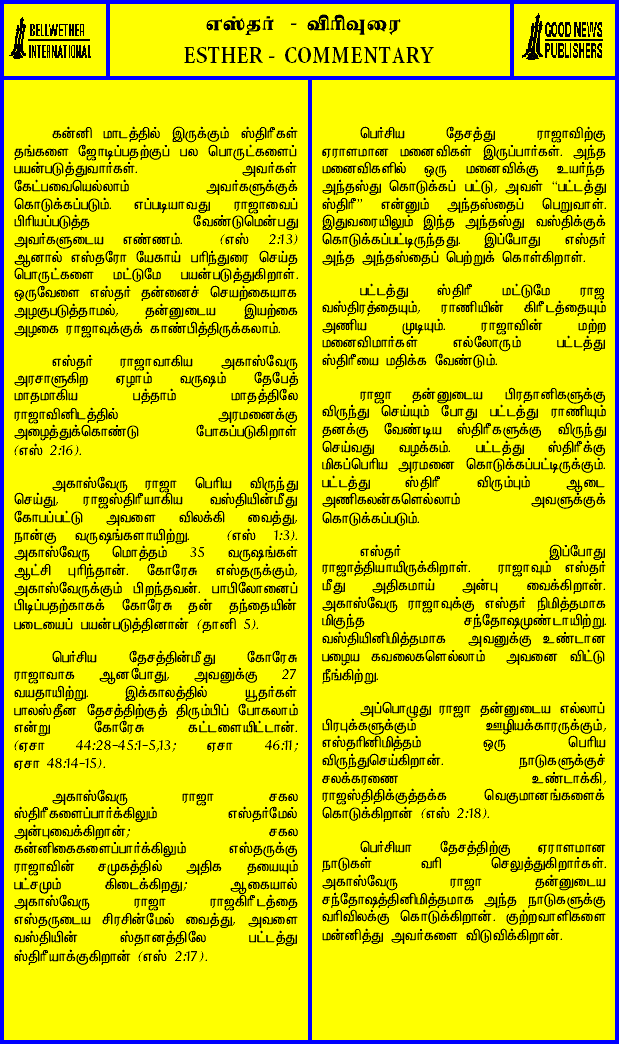 BELLWETHER
INTERNATIONAL
எஸ்தர் - விரிவுரை
ESTHER - COMMENTARY
GOOD NEWS
PUBLISHERS
கன்னி மாடத்தில் இருக்கும் ஸ்திரீகள்
தங்களை ஜோடிப்பதற்குப் பல பொருட்களைப்
பயன்படுத்துவார்கள். அவர்கள்
கேட்பவையெல்லாம் அவர்களுக்குக்
கொடுக்கப்படும். எப்படியாவது ராஜாவைப்
பிரியப்படுத்த வேண்டுமென்பது
அவர்களுடைய எண்ணம். (எஸ் 2:13)
ஆனால் எஸ்தரோ யேகாய் பரிந்துரை செய்த
பொருட்களை மட்டுமே பயன்படுத்துகிறாள்.
ஒருவேளை எஸ்தர் தன்னைச் செயற்கையாக
அழகுபடுத்தாமல், தன்னுடைய இயற்கை
அழகை ராஜாவுக்குக் காண்பித்திருக்கலாம்.
எஸ்தர் ராஜாவாகிய அகாஸ்வேரு
அரசாளுகிற ஏழாம் வருஷம் தேபேத்
மாதமாகிய பத்தாம் மாதத்திலே
ராஜாவினிடத்தில் அரமனைக்கு
அழைத்துக்கொண்டு போகப்படுகிறாள்
(எஸ் 2:16).
அகாஸ்வேரு ராஜா பெரிய விருந்து
செய்து, ராஜஸ்திரீயாகிய வஸ்தியின்மீது
கோபப்பட்டு அவளை விலக்கி வைத்து,
நான்கு வருஷங்களாயிற்று. (எஸ் 1:3).
அகாஸ்வேரு மொத்தம் 35 வருஷங்கள்
ஆட்சி புரிந்தான். கோரேசு எஸ்தருக்கும்,
அகாஸ்வேருக்கும் பிறந்தவன். பாபிலோனைப்
பிடிப்பதற்காகக் கோரேசு தன் தந்தையின்
படையைப் பயன்படுத்தினான் (தானி 5).
பெர்சிய தேசத்தின்மீது கோரேசு
ராஜாவாக ஆனபோது, அவனுக்கு 27
வயதாயிற்று. இக்காலத்தில் யூதர்கள்
பாலஸ்தீன தேசத்திற்குத் திரும்பிப் போகலாம்
என்று கோரேசு கட்டளையிட்டான்.
(ஏசா 44:28-45:1-5,13; ஏசா 46:11;
ஏசா 48:14-15).
அகாஸ்வேரு ராஜா சகல
ஸ்திரீகளைப்பார்க்கிலும் எஸ்தர்மேல்
அன்புவைக்கிறான்; சகல
கன்னிகைகளைப்பார்க்கிலும் எஸ்தருக்கு
ராஜாவின் சமுகத்தில் அதிக தயையும்
பட்சமும் கிடைக்கிறது; ஆகையால்
அகாஸ்வேரு ராஜா ராஜகிரீடத்தை
எஸ்தருடைய சிரசின்மேல் வைத்து, அவளை
வஸ்தியின் ஸ்தானத்திலே பட்டத்து
ஸ்திரீயாக்குகிறான் (எஸ் 2:17).
பெர்சிய தேசத்து ராஜாவிற்கு
ஏராளமான மனைவிகள் இருப்பார்கள். அந்த
மனைவிகளில் ஒரு மனைவிக்கு உயர்ந்த
அந்தஸ்து கொடுக்கப் பட்டு, அவள் “பட்டத்து
ஸ்திரீ” என்னும் அந்தஸ்தைப் பெறுவாள்.
இதுவரையிலும் இந்த அந்தஸ்து வஸ்திக்குக்
கொடுக்கப்பட்டிருந்தது. இப்போது எஸ்தர்
அந்த அந்தஸ்தைப் பெற்றுக் கொள்கிறாள்.
பட்டத்து ஸ்திரீ மட்டுமே ராஜ
வஸ்திரத்தையும், ராணியின் கிரீடத்தையும்
அணிய முடியும். ராஜாவின் மற்ற
மனைவிமார்கள் எல்லோரும் பட்டத்து
ஸ்திரீயை மதிக்க வேண்டும்.
ராஜா தன்னுடைய பிரதானிகளுக்கு
விருந்து செய்யும் போது பட்டத்து ராணியும்
தனக்கு வேண்டிய ஸ்திரீகளுக்கு விருந்து
செய்வது வழக்கம். பட்டத்து ஸ்திரீக்கு
மிகப்பெரிய அரமனை கொடுக்கப்பட்டிருக்கும்.
பட்டத்து ஸ்திரீ விரும்பும் ஆடை
அணிகலன்களெல்லாம் அவளுக்குக்
கொடுக்கப்படும்.
எஸ்தர் இப்போது
ராஜாத்தியாயிருக்கிறாள். ராஜாவும் எஸ்தர்
மீது அதிகமாய் அன்பு வைக்கிறான்.
அகாஸ்வேரு ராஜாவுக்கு எஸ்தர் நிமித்தமாக
மிகுந்த சந்தோஷமுண்டாயிற்று.
வஸ்தியினிமித்தமாக அவனுக்கு உண்டான
பழைய கவலைகளெல்லாம் அவனை விட்டு
நீங்கிற்று.
அப்பொழுது ராஜா தன்னுடைய எல்லாப்
பிரபுக்களுக்கும் ஊழியக்காரருக்கும்,
எஸ்தரினிமித்தம் ஒரு பெரிய
விருந்துசெய்கிறான். நாடுகளுக்குச்
சலக்கரணை உண்டாக்கி,
ராஜஸ்திதிக்குத்தக்க வெகுமானங்களைக்
கொடுக்கிறான் (எஸ் 2:18).
பெர்சியா தேசத்திற்கு ஏராளமான
நாடுகள் வரி செலுத்துகிறார்கள்.
அகாஸ்வேரு ராஜா தன்னுடைய
சந்தோஷத்தினிமித்தமாக அந்த நாடுகளுக்கு
வரிவிலக்கு கொடுக்கிறான். குற்றவாளிகளை
மன்னித்து அவர்களை விடுவிக்கிறான்.